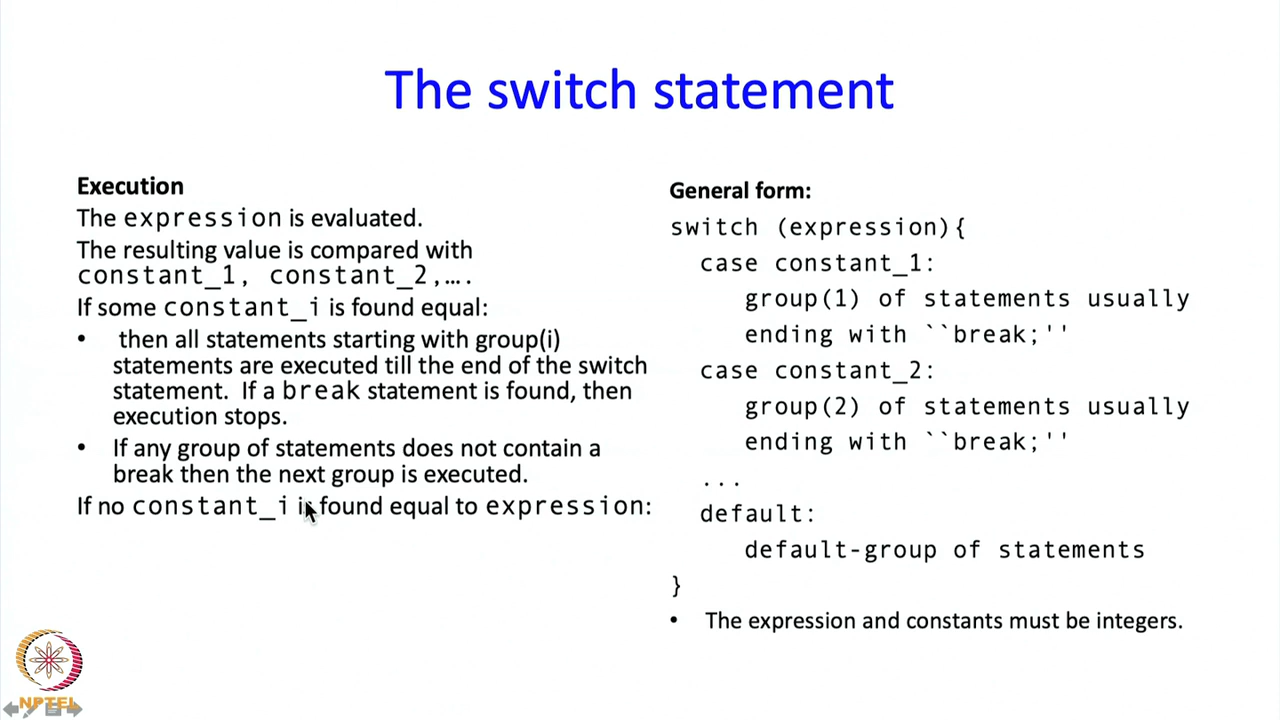 The switch statement
Execution
The expression is evaluated.
The resulting value is compared with
constant_1, constant_2,….
If some constant_i is found equal:
• then all statements starting with group(i)
statements are executed till the end of the switch
statement. If a break statement is found, then
execution stops.
• If any group of statements does not contain a
break then the next group is executed.
If no constant_i is found equal to expression:
General form:
switch (expression){
case constant_1:
group(1) of statements usually
ending with ``break;''
case constant_2:
group(2) of statements usually
ending with ``break;''
...
default:
default-group of statements
}
• The expression and constants must be integers.
NPTEL